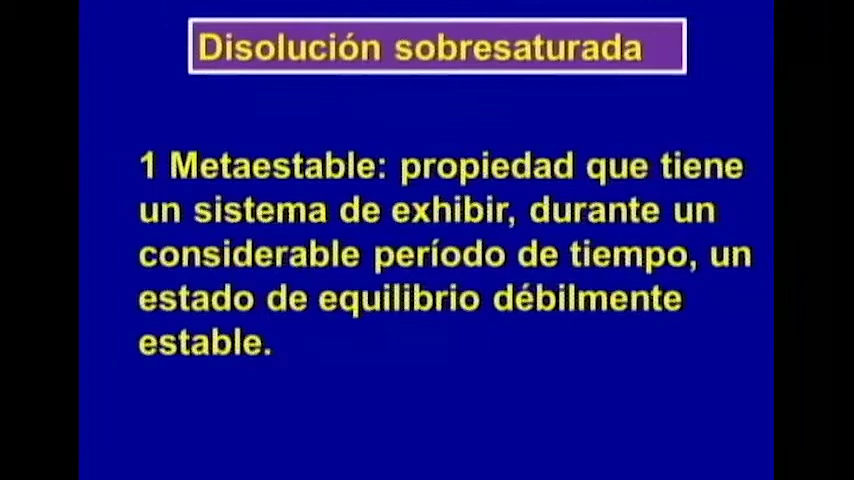 Disolución sobresaturada
1 Metaestable: propiedad que tiene
un sistema de exhibir, durante un
considerable período de tiempo, un
estado de equilibrio débilmente
estable.